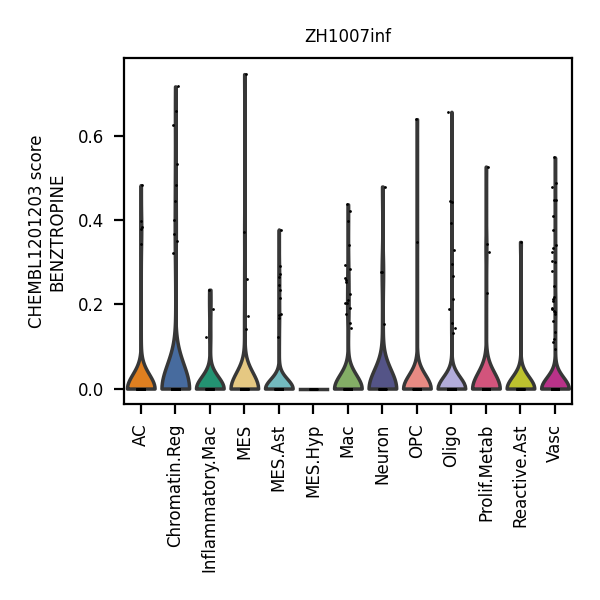 ZH1007inf
CHEMBL1201203 score
BENZTROPINE
0.6
0.4
0.2
0.0
AC
Chromatin.Reg
Inflammatory.Mac
MES
MES.Ast
MES.Hyp
Mac
Neuron
OPC
Oligo
Prolif.Metab
Reactive.Ast
Vasc